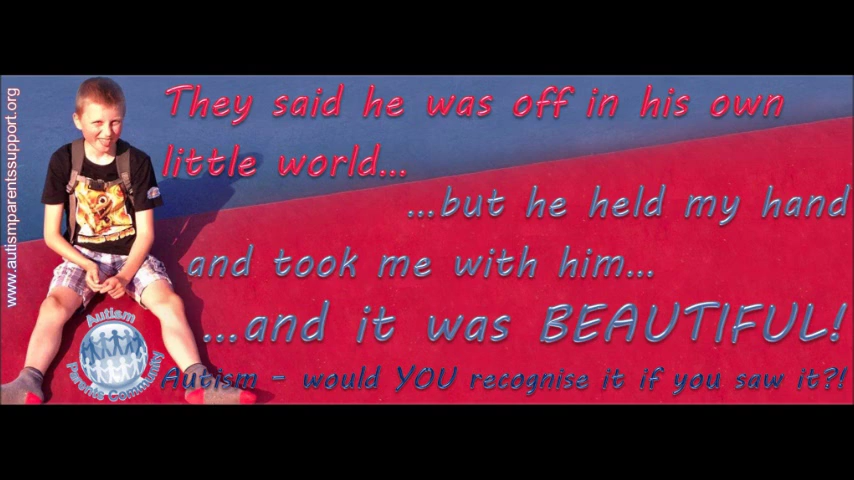 www.autismparentssupport.org
They said he was off in his own
little world...
...but he held my hand
and took me with him...
...and it was BEAUTIFUL!
Autism
Parents Community
Autism - would YOU recognise it if you saw it?!